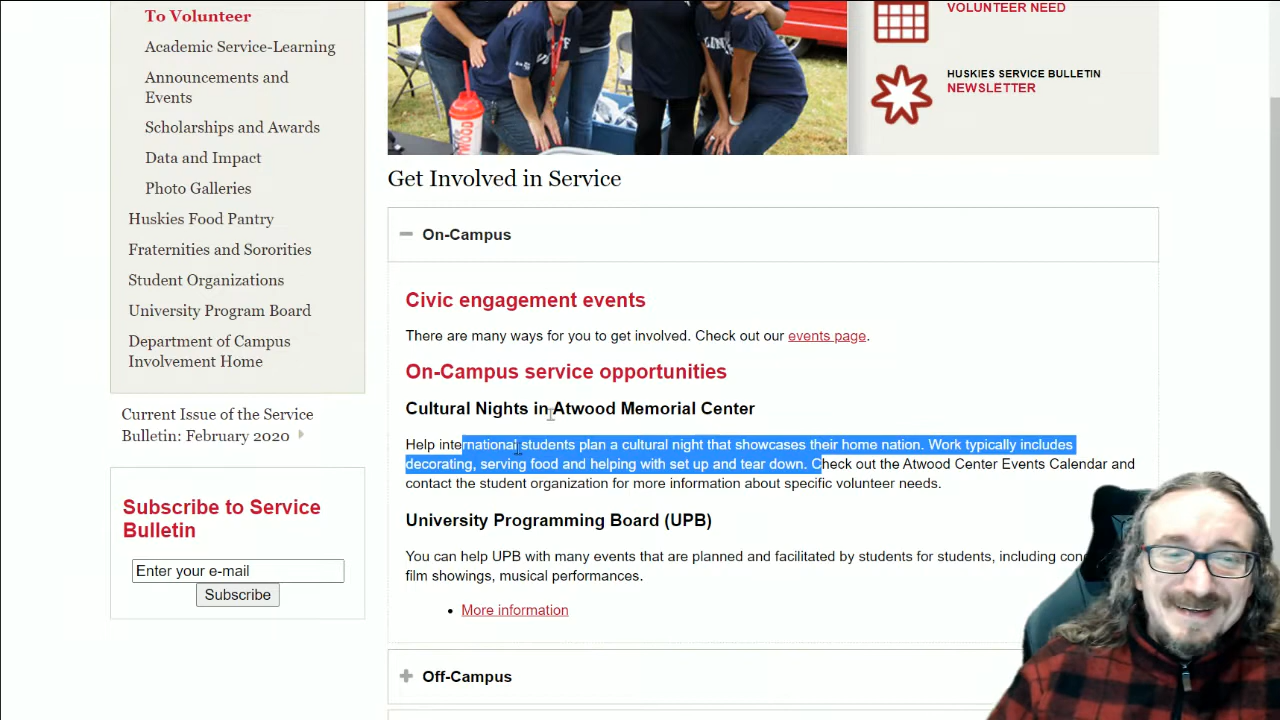 To Volunteer
Academic Service-Learning
Announcements and
Events
Scholarships and Awards
Data and Impact
Photo Galleries
Huskies Food Pantry
Fraternities and Sororities
Student Organizations
University Program Board
Department of Campus
Involvement Home
Current Issue of the Service
Bulletin: February 2020
Subscribe to Service
Bulletin
Enter your e-mail
Subscribe
VOLUNTEER NEED
HUSKIES SERVICE BULLETIN
NEWSLETTER
Get Involved in Service
On-Campus
Civic engagement events
There are many ways for you to get involved. Check out our events page.
On-Campus service opportunities
Cultural Nights in Atwood Memorial Center
Help international students plan a cultural night that showcases their home nation. Work typically includes
decorating, serving food and helping with set up and tear down. Check out the Atwood Center Events Calendar and
contact the student organization for more information about specific volunteer needs.
University Programming Board (UPB)
You can help UPB with many events that are planned and facilitated by students for students, including
film showings, musical performances.
More information
Off-Campus